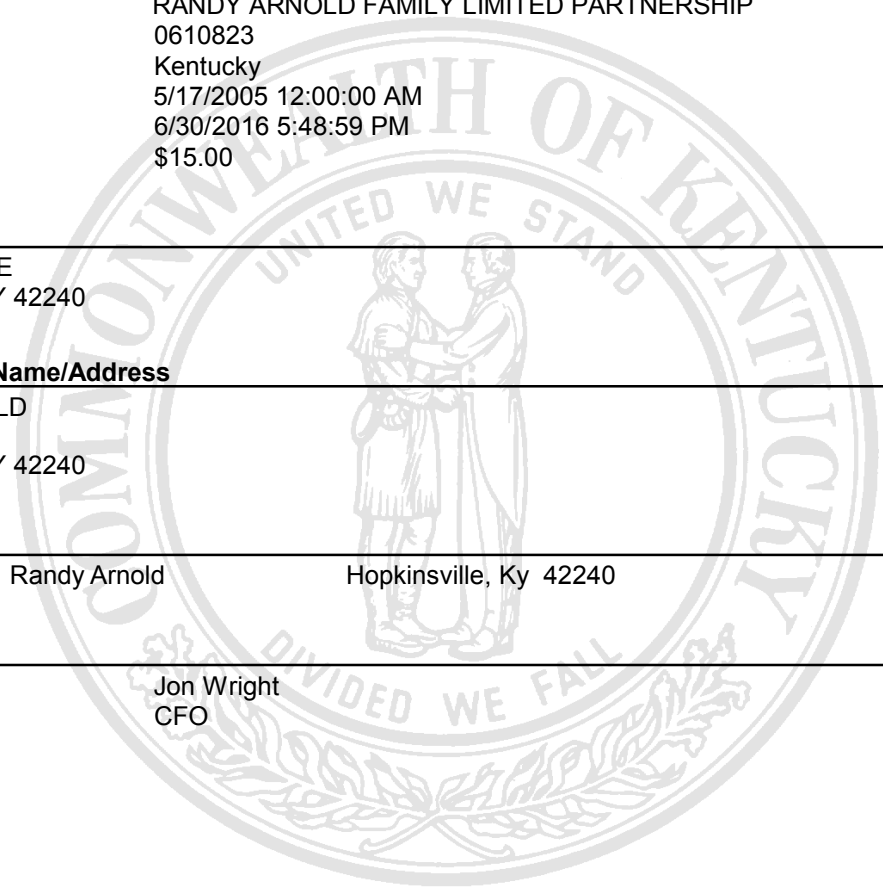 RANDY ARNOLD FAMILY LIMITED PARTNERSHIP
0610823
Kentucky
5/17/2005 12:00:00 AM
6/30/2016 5:48:59 PM
$15.00
COMMONWEALTH OF KENTUCKY
UNITED WE STAND
E
42240
Name/Address
LD
42240
Randy Arnold Hopkinsville, Ky 42240
DIVIDED WE FALL
Jon Wright
CFO